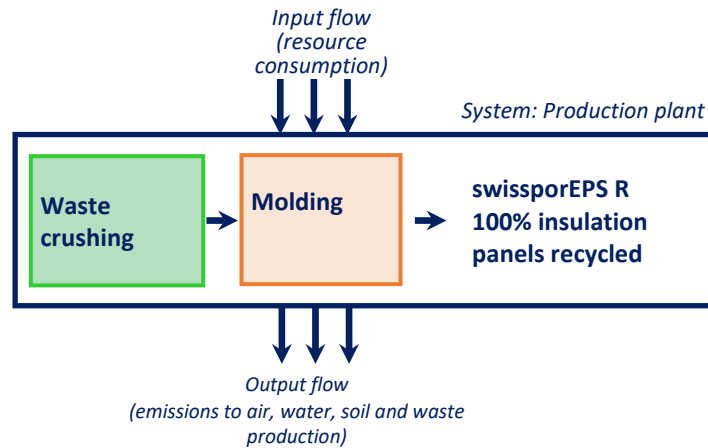 Input flow
(resource
consumption)
System: Production plant
Waste
crushing
Molding
swissporEPS R
100% insulation
panels recycled
Output flow
(emissions to air, water, soil and waste
production)